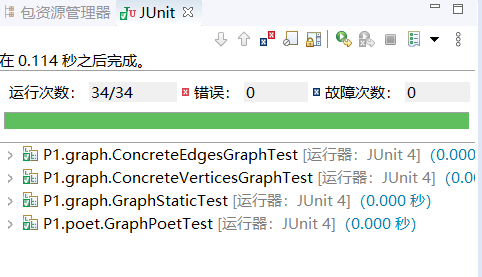 包资源管理器 JUnit
在 0.114 秒之后完成。
运行次数： 34/34 错误： 0 故障次数： 0
P1.graph.ConcreteEdgesGraphTest [运行器：JUnit 4] (0.000
P1.graph.ConcreteVerticesGraphTest [运行器：JUnit 4] (0.00
P1.graph.GraphStaticTest [运行器：JUnit 4] (0.000 秒)
P1.poet.GraphPoetTest [运行器：JUnit 4] (0.000 秒)